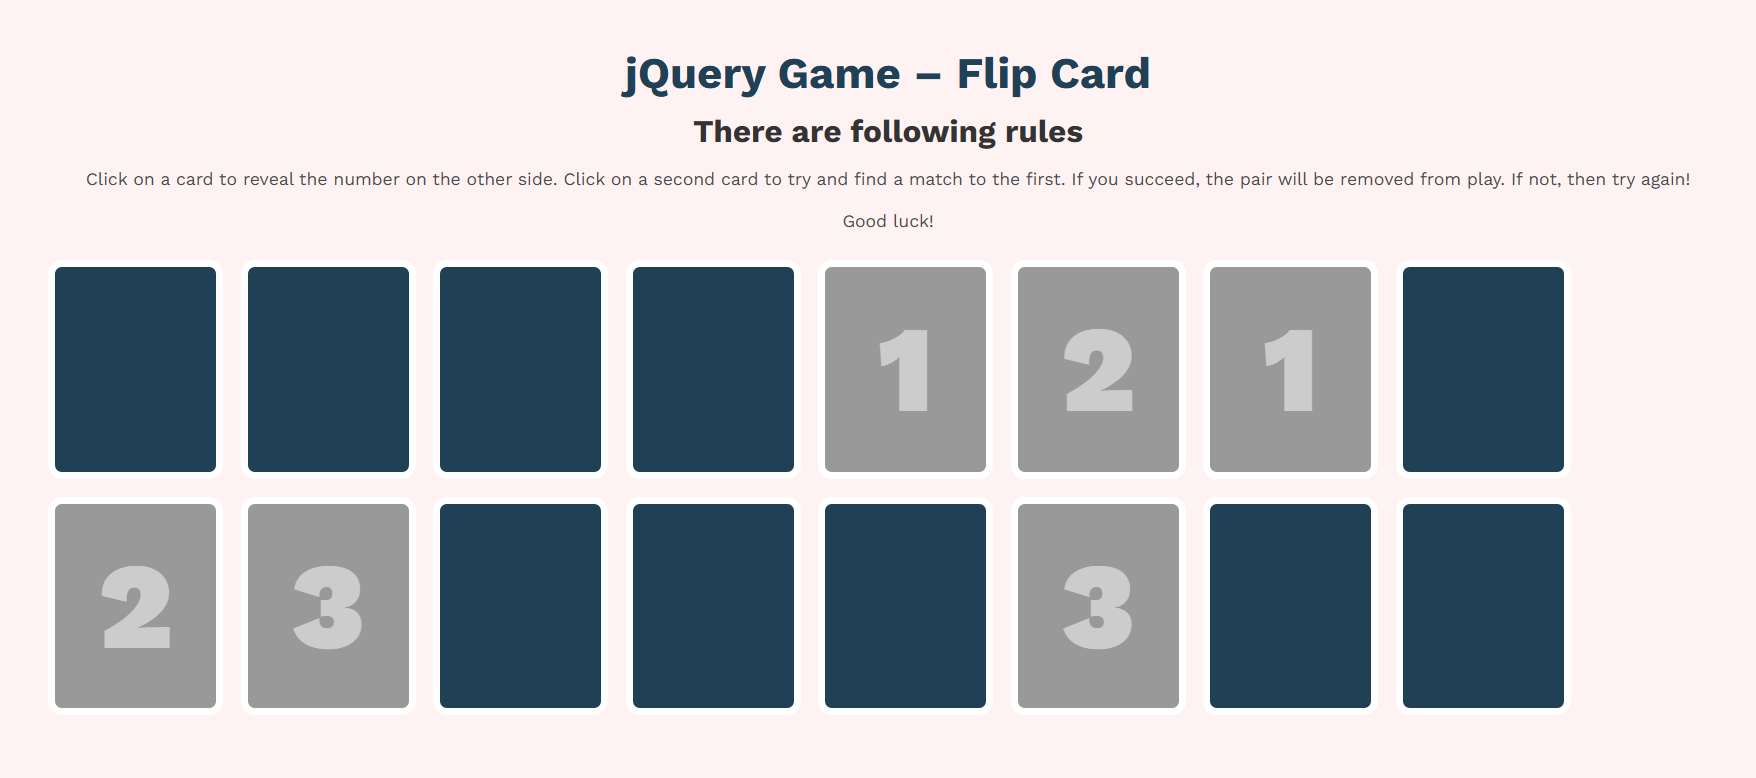 jQuery Game – Flip Card
There are following rules
Click on a card to reveal the number on the other side. Click on a second card to try and find a match to the first. If you succeed, the pair will be removed from play. If not, then try again!
Good luck!
1 2 1
2 3 3